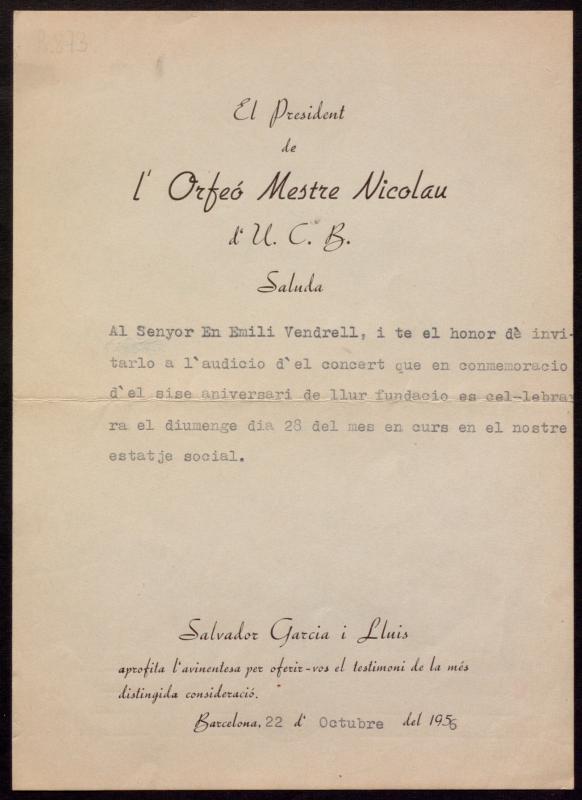 R.873
El President
de
l' Orfeó Mestre Nicolau
d' U. C. B.
Saluda
Al Senyor En Emili Vendrell, i te el honor dè invi-
tarlo a l'audicio d'el concert que en conmemoracio
d'el sise aniversari de llur fundacio es cel-lebra
ra el diumenge dia 28 del mes en curs en el nostre
estatje social.
Salvador Garcia i Lluis
aprofita l'avinentesa per oferir-vos el testimoni de la més
distingida consideració.
Barcelona, 22 d' Octubre del 1956